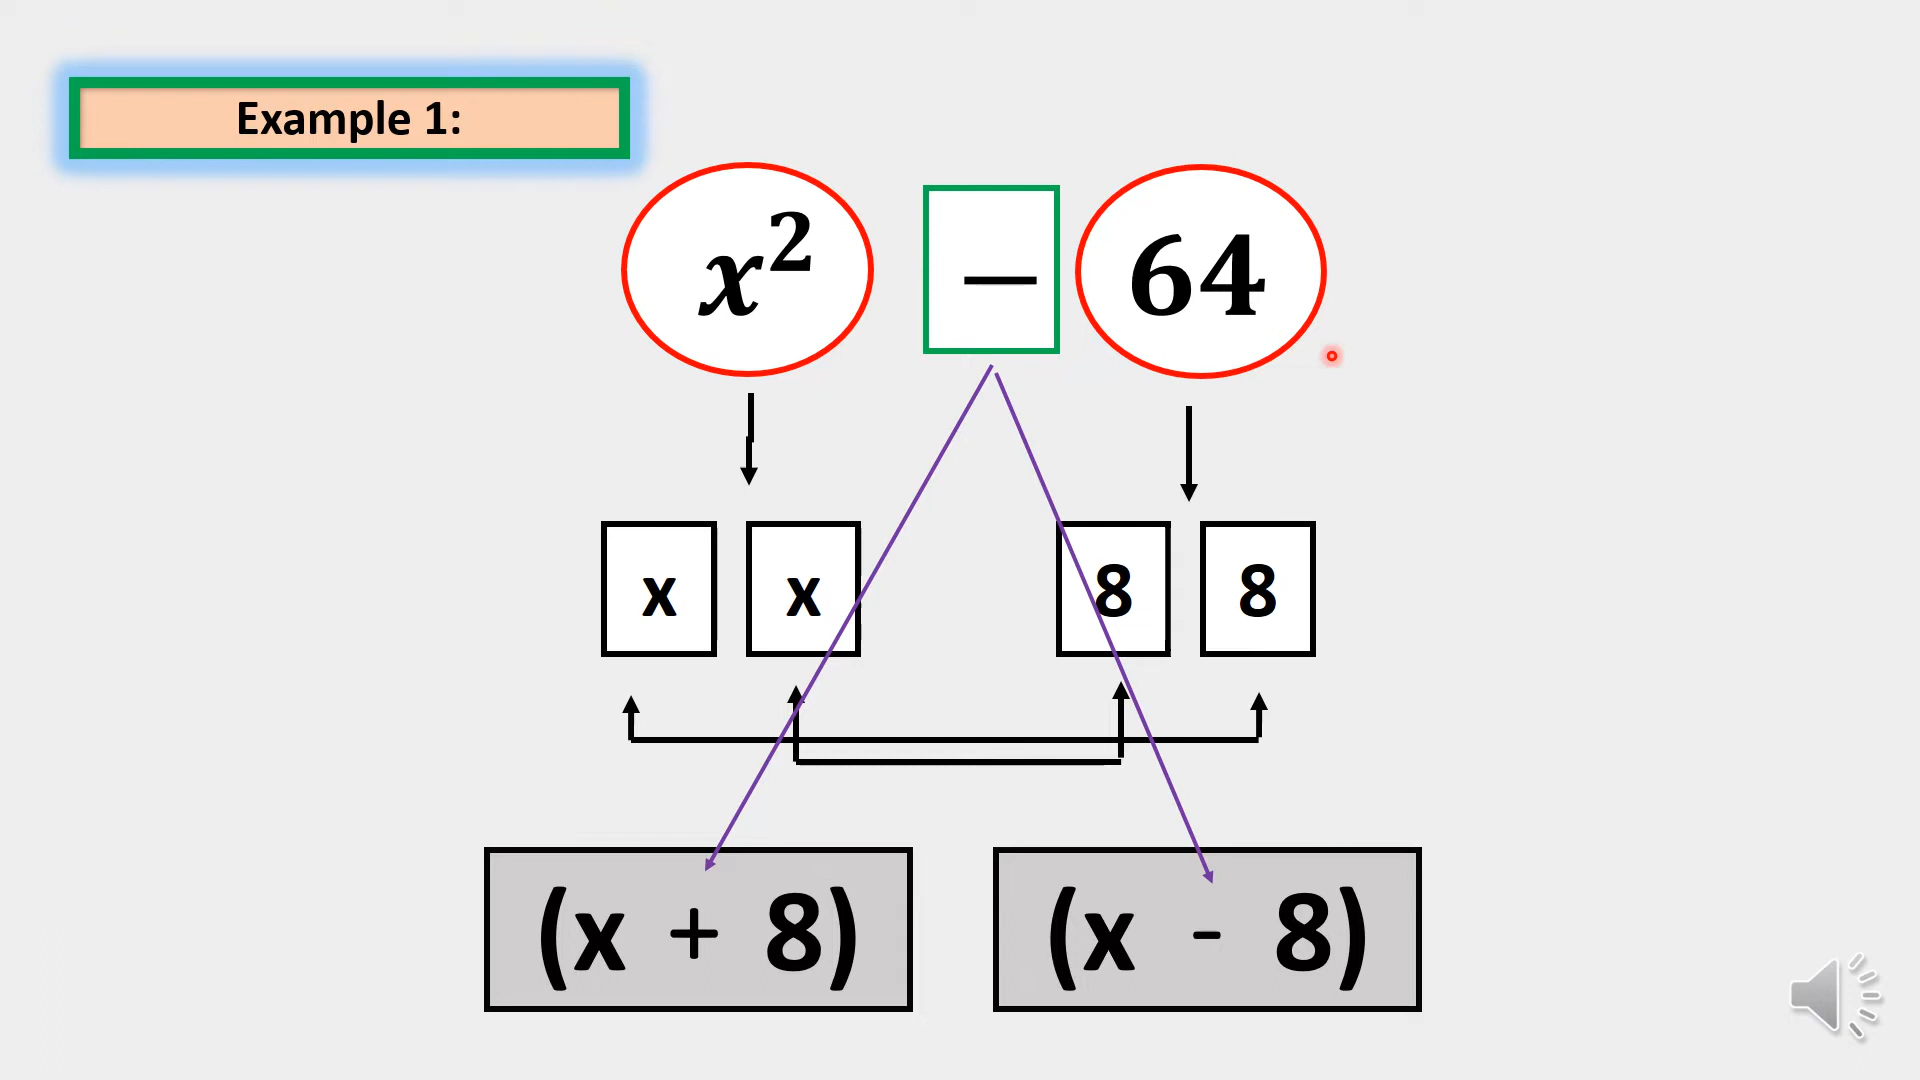 Example 1:
x² − 64
x x 8 8
(x + 8) (x - 8)